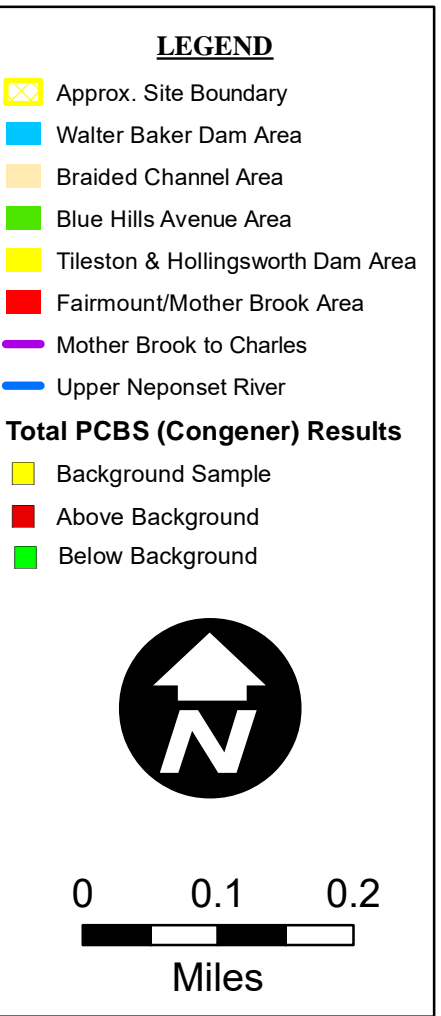 LEGEND
Approx. Site Boundary
Walter Baker Dam Area
Braided Channel Area
Blue Hills Avenue Area
Tileston & Hollingsworth Dam Area
Fairmount/Mother Brook Area
Mother Brook to Charles
Upper Neponset River
Total PCBS (Congener) Results
Background Sample
Above Background
Below Background
N
0 0.1 0.2
Miles